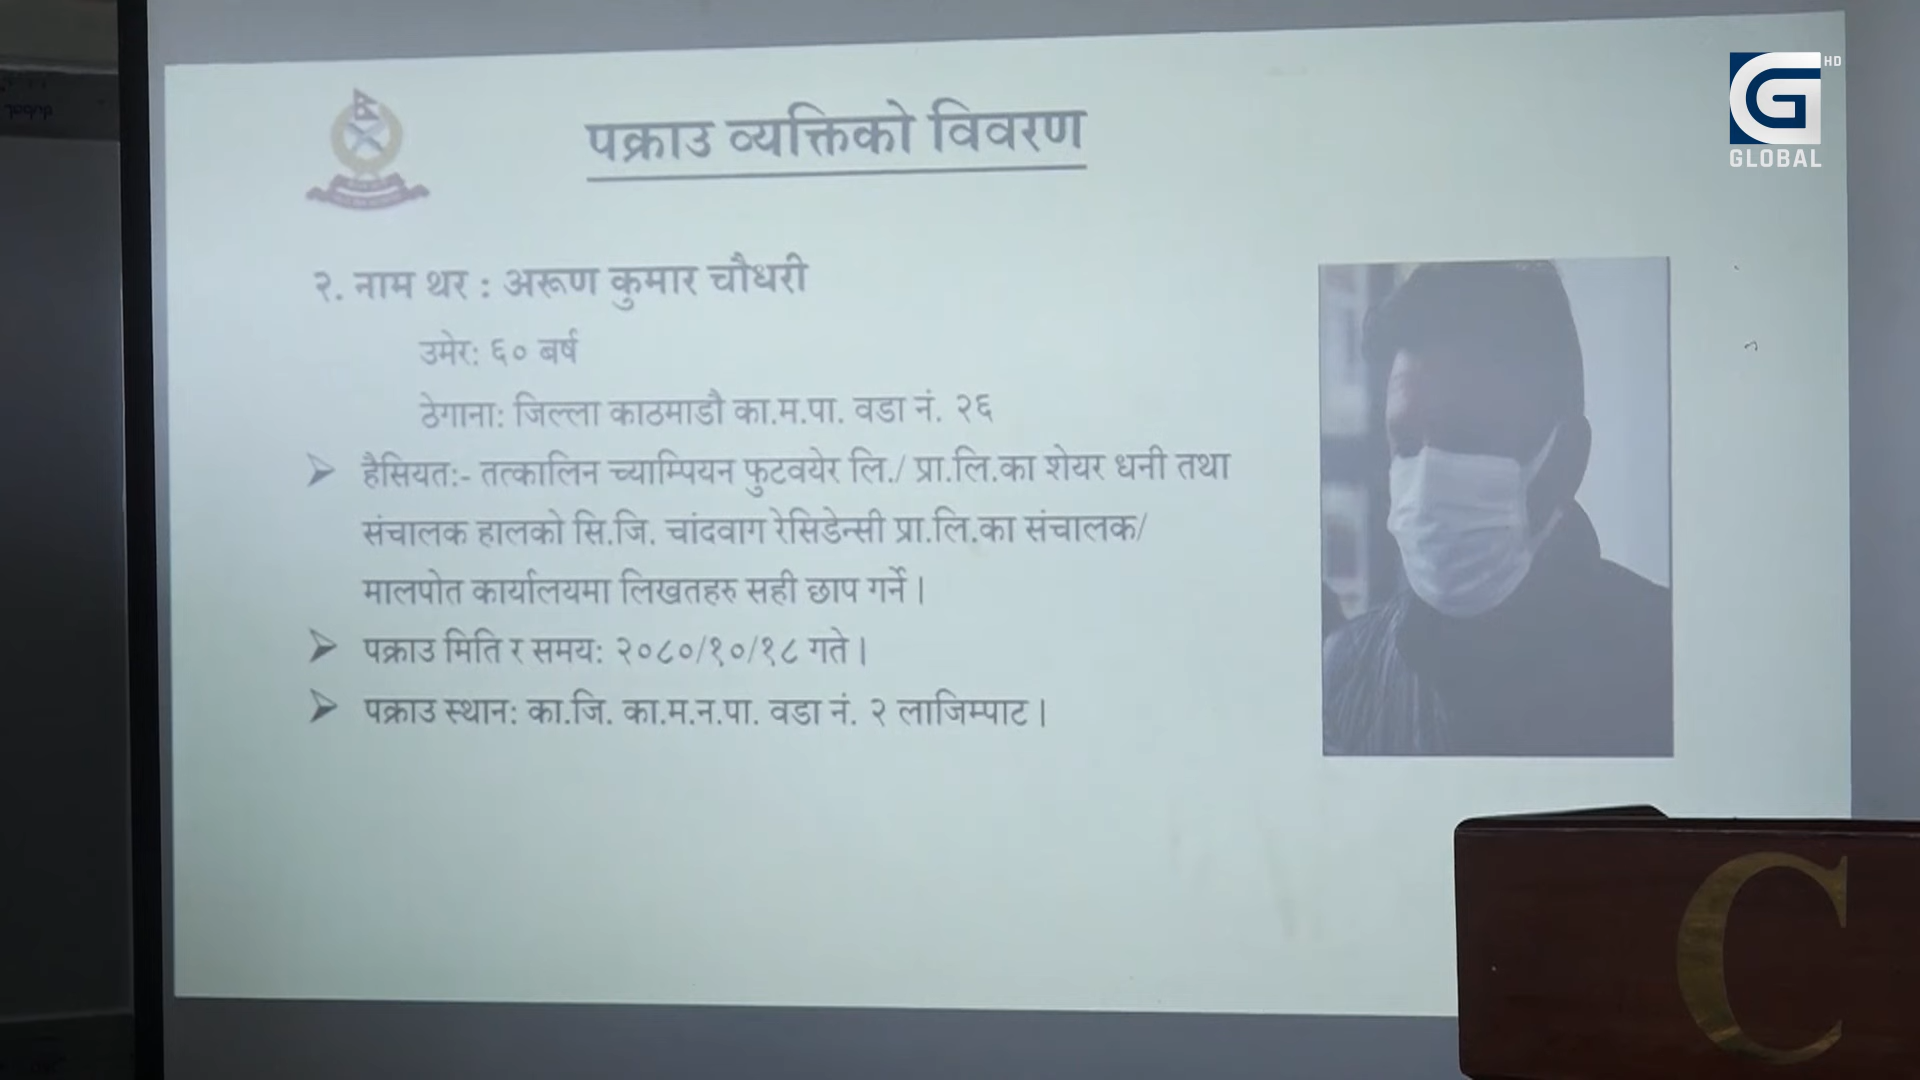 HD
GLOBAL
पक्राउ व्यक्तिको विवरण
२. नाम थर : अरूण कुमार चौधरी
उमेर: ६० बर्ष
ठेगाना: जिल्ला काठमाडौ का.म.पा. वडा नं. २६
हैसियत:- तत्कालिन च्याम्पियन फुटवयेर लि./ प्रा.लि.का शेयर धनी तथा
संचालक हालको सि.जि. चांदवाग रेसिडेन्सी प्रा.लि.का संचालक/
मालपोत कार्यालयमा लिखतहरु सही छाप गर्ने ।
पक्राउ मिति र समय: २०८०/१०/१८ गते ।
पक्राउ स्थान: का.जि. का.म.न.पा. वडा नं. २ लाजिम्पाट ।
C